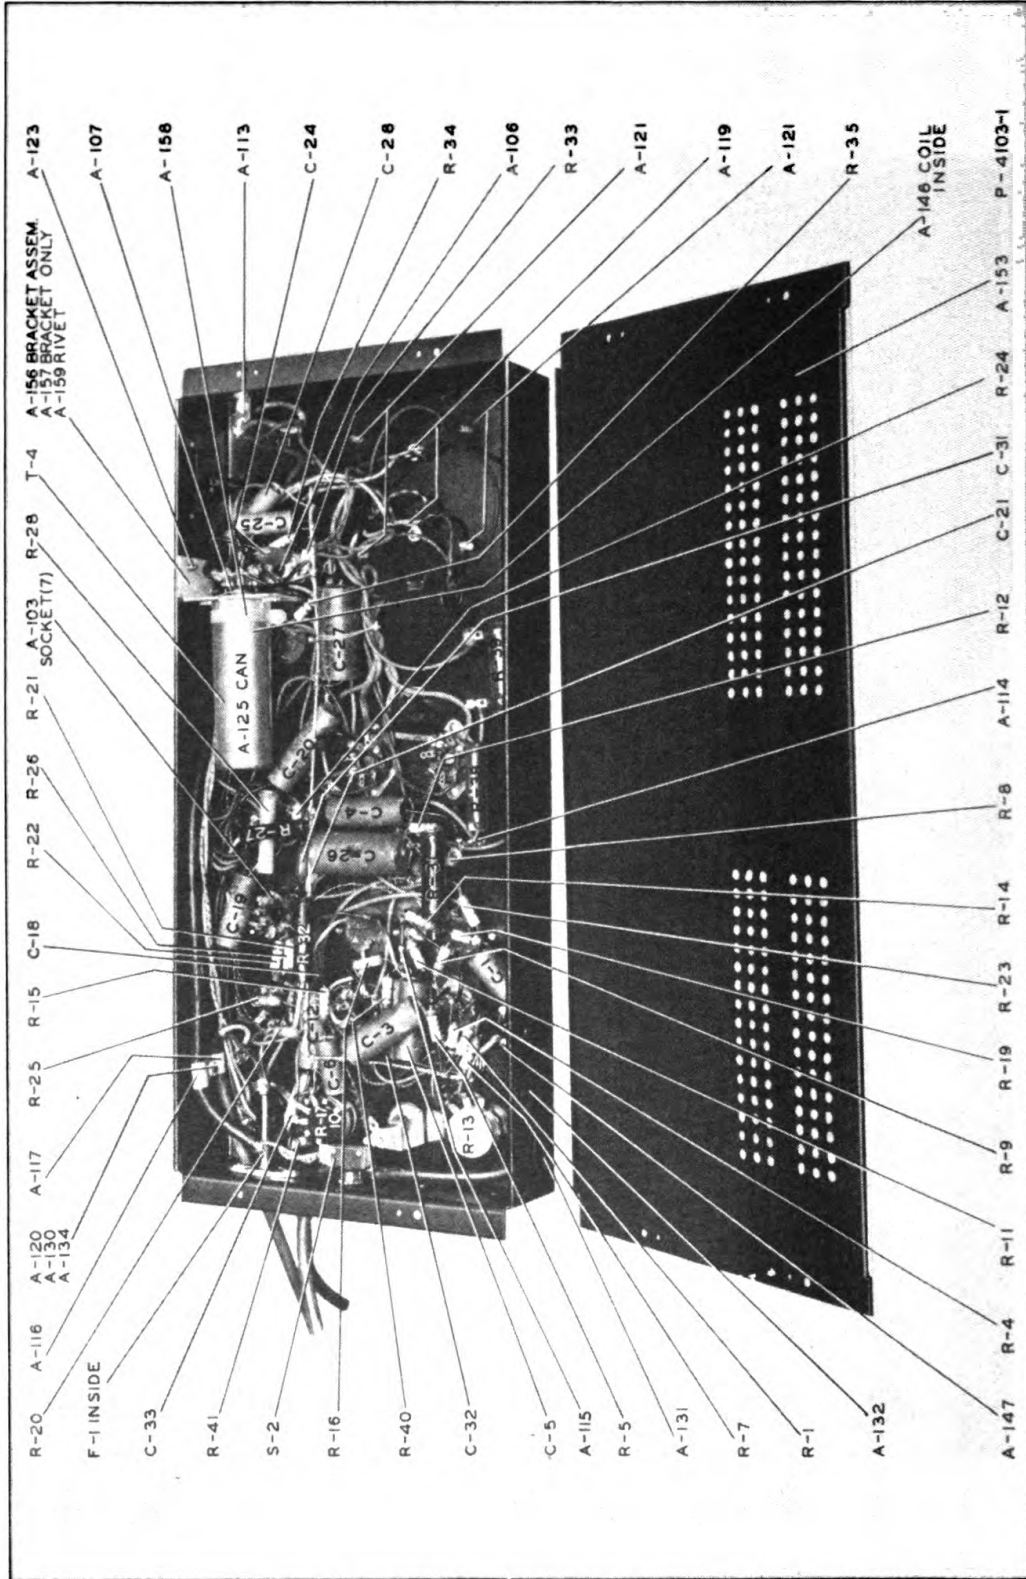 R-20 A-116 A-120 A-117 R-25 R-15 C-18 R-22 R-26 R-21 A-103 R-28 T-4 A-156 BRACKET ASSEM. A-123
A-130 SOCKET(7) A-157 BRACKET ONLY
A-134 A-159 RIVET
F-1 INSIDE
A-107
C-33
A-158
R-41
A-113
S-2
C-24
R-16
C-28
R-40
R-34
C-32
A-106
C-5
R-33
A-115
R-5
A-121
A-131
A-119
R-7
A-121
R-1
R-35
A-132
A-146 COIL
INSIDE
C-19
A-125 CAN
C-25
R-27
C-20
R-32
C-12
C-6
R-17
10%
C-3
C-26
C-4
C-27
R-31
R-13
C-1
A-147 R-4 R-11 R-9 R-19 R-23 R-14 R-8 A-114 R-12 C-21 C-31 R-24 A-153 P-4103-1